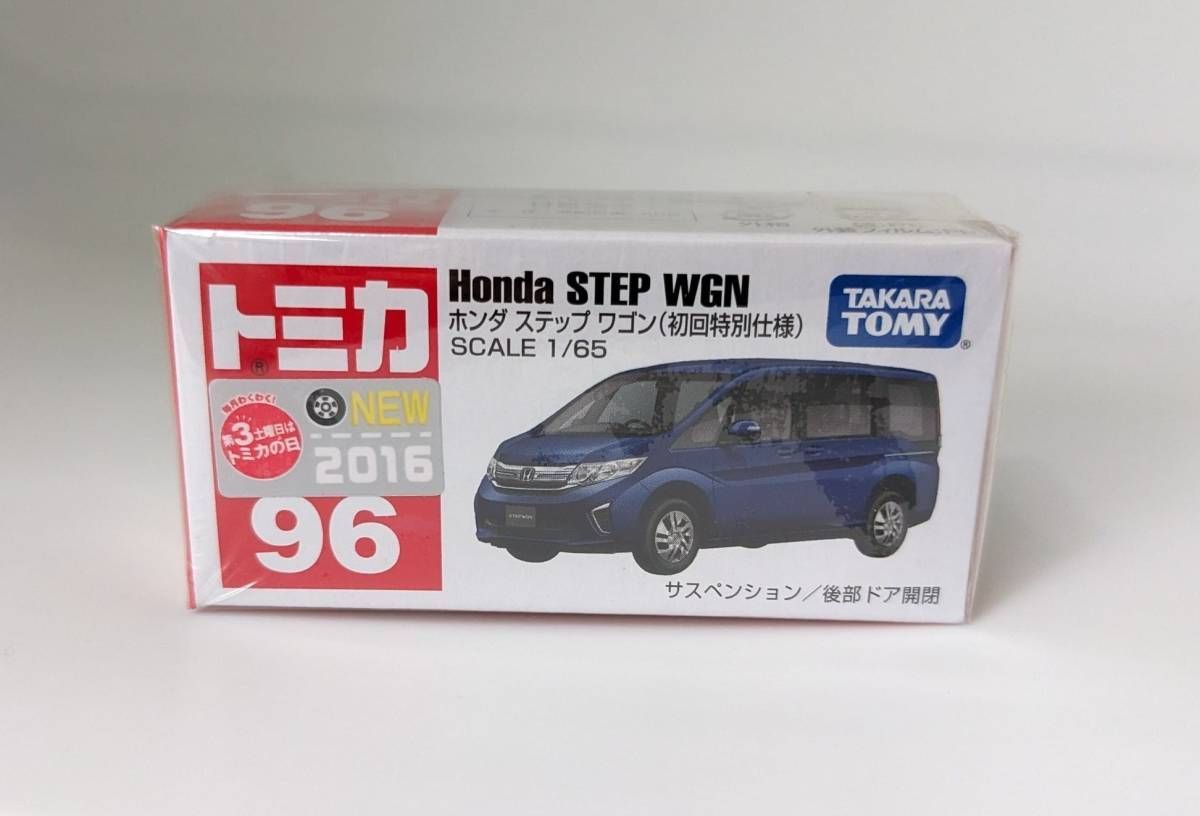 96
トミカ
®
Honda STEP WGN
ホンダ ステップ ワゴン(初回特別仕様)
SCALE 1/65
TAKARA
TOMY
®
毎月わくわく!
第3土曜日は
トミカの日
NEW
2016
96
STEPWGN
サスペンション/後部ドア開閉